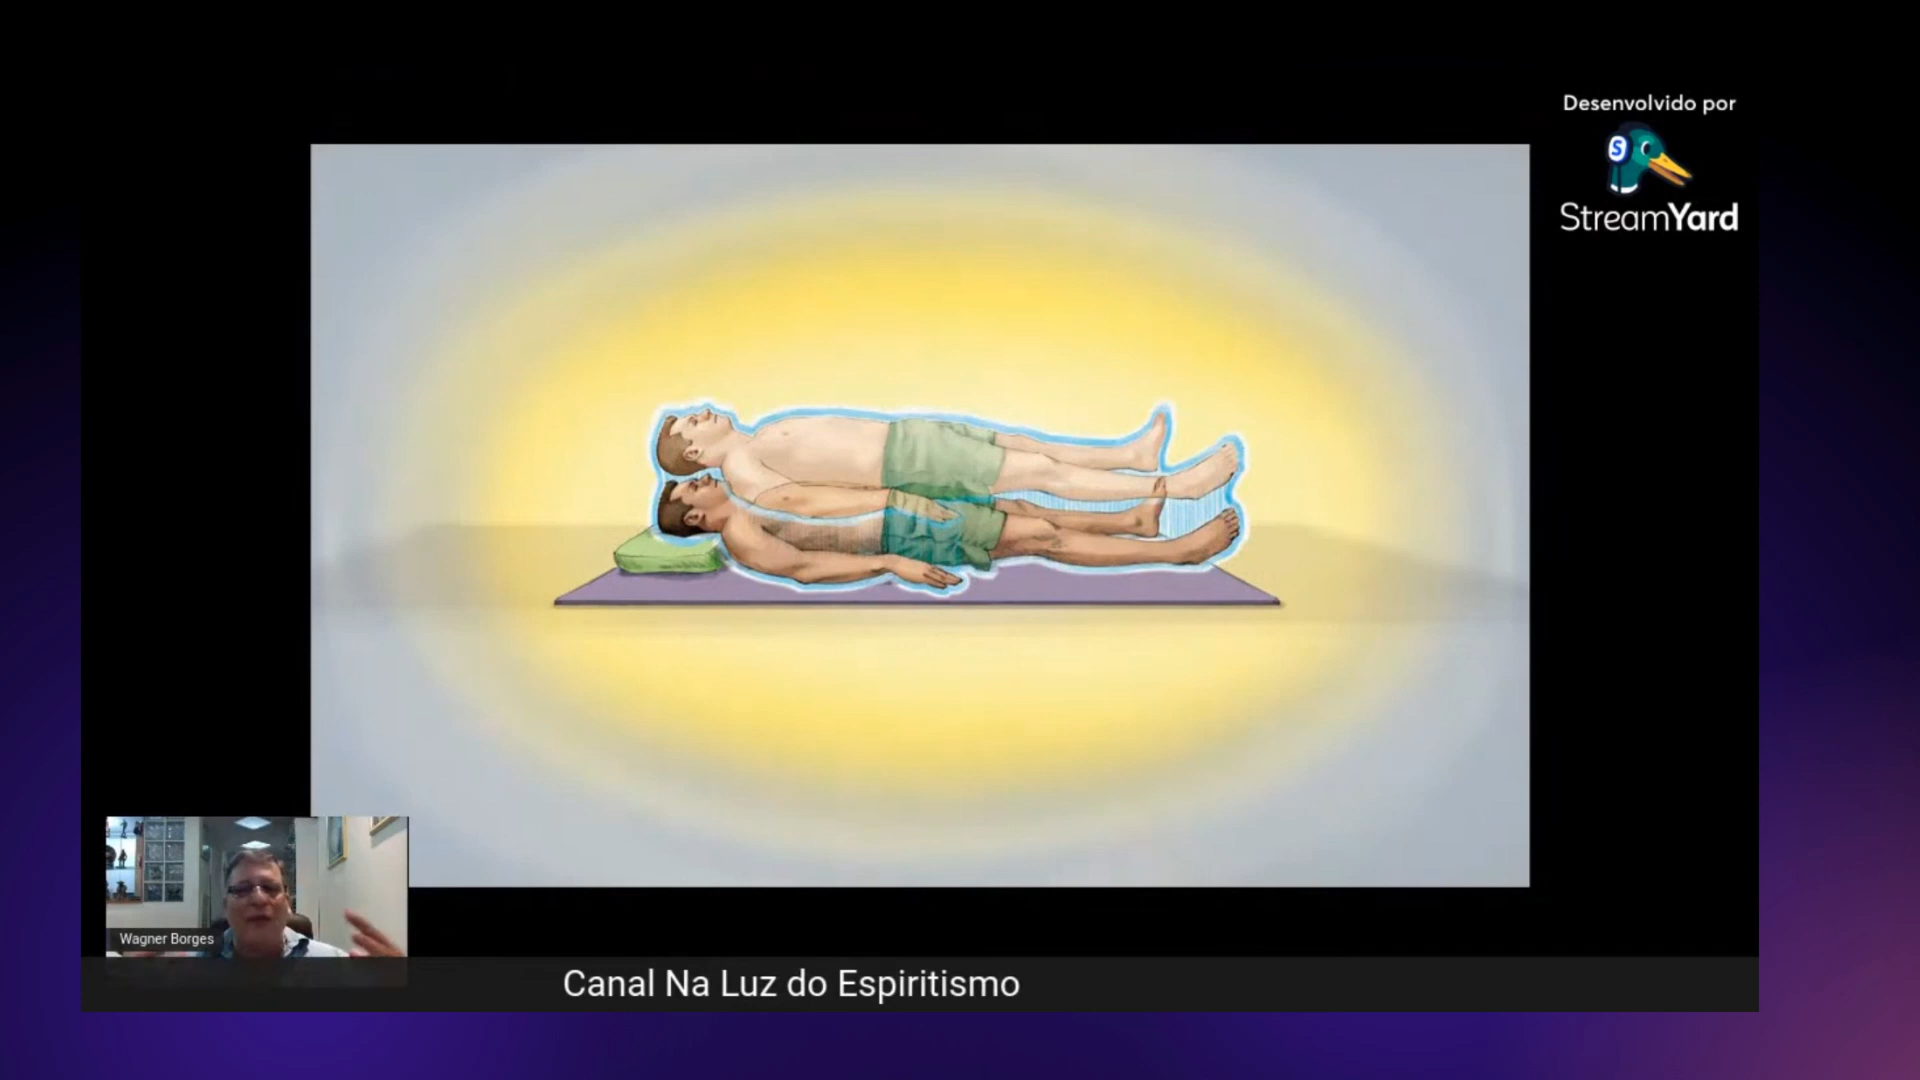 Desenvolvido por
S
StreamYard
Wagner Borges
Canal Na Luz do Espiritismo